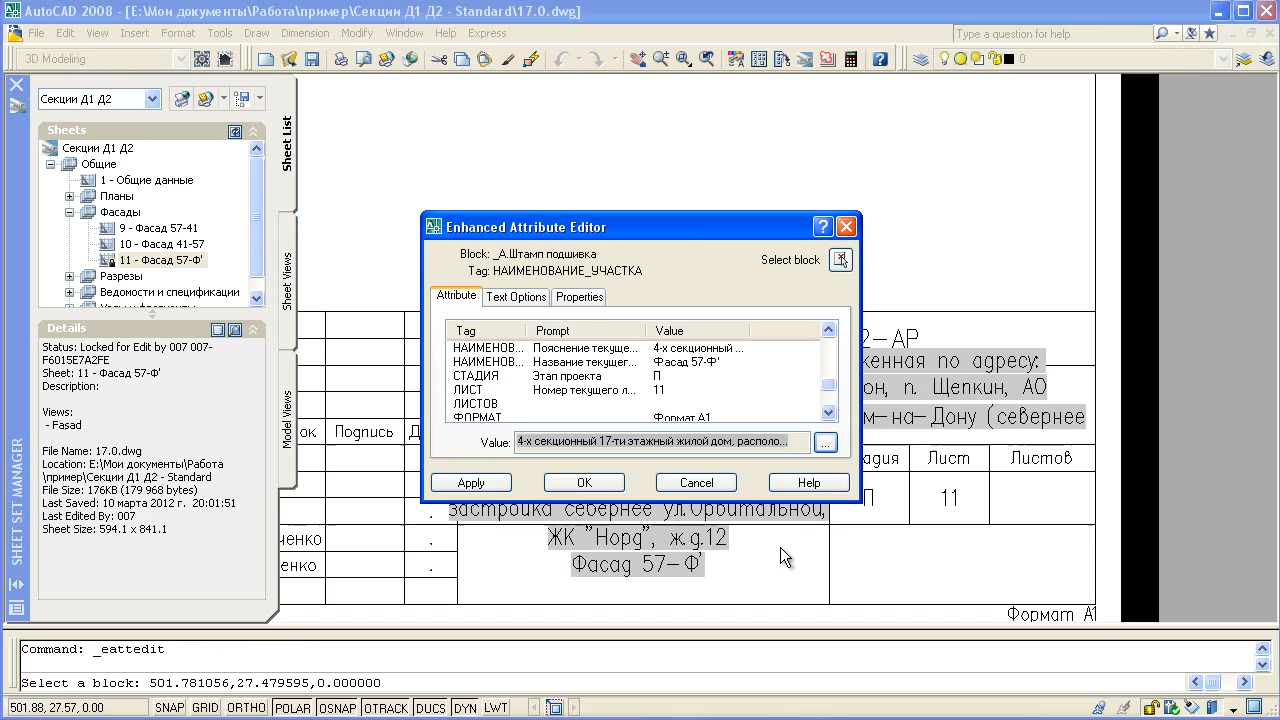 AutoCAD 2008 - [E:\Мои документы\Работа\пример\Секции Д1 Д2 - Standard\17.0.dwg]
File Edit View Insert Format Tools Draw Dimension Modify Window Help Express
Type a question for help
3D Modeling
0
Секции Д1 Д2
Sheets
Секции Д1 Д2
Общие
1 - Общие данные
Планы
Фасады
9 - Фасад 57-41
10 - Фасад 41-57
11 - Фасад 57-Ф'
Разрезы
Ведомости и спецификации
Sheet List
Sheet Views
Model Views
SHEET SET MANAGER
Details
Status: Locked for Edit by 007 007-
F6015E7A2FE
Sheet: 11 - Фасад 57-Ф'
Description:
Views:
- Fasad
File Name: 17.0.dwg
Location: E:\Мои документы\Работа
\пример\Секции Д1 Д2 - Standard
File Size: 176KB (179 968 bytes)
Last Saved: 10 марта 2012 г. 20:01:51
Last Edited By: 007
Sheet Size: 594.1 x 841.1
Enhanced Attribute Editor
Block: _А.Штамп подшивка
Tag: НАИМЕНОВАНИЕ_УЧАСТКА
Select block
Attribute Text Options Properties
Tag Prompt Value
НАИМЕНОВ... Пояснение текуще... 4-х секционный ...
НАИМЕНОВ... Название текущег... Фасад 57-Ф'
СТАДИЯ Этап проекта П
ЛИСТ Номер текущего л... 11
ЛИСТОВ
ФОРМАТ Формат А1
Value: 4-х секционный 17-ти этажный жилой дом, располо... ...
Apply OK Cancel Help
2-АР
женная по адресу:
он, п. Щепкин, АО
м-на-Дону (севернее
ок Подпись Д
адия Лист Листов
П 11
застройка севернее ул.Орбитальной,
ЖК "Норд", ж.д.12
Фасад 57-Ф'
ченко .
енко .
Формат А1
Command: _eattedit
Select a block: 501.781056,27.479595,0.000000
501.88, 27.57, 0.00 SNAP GRID ORTHO POLAR OSNAP OTRACK DUCS DYN LWT